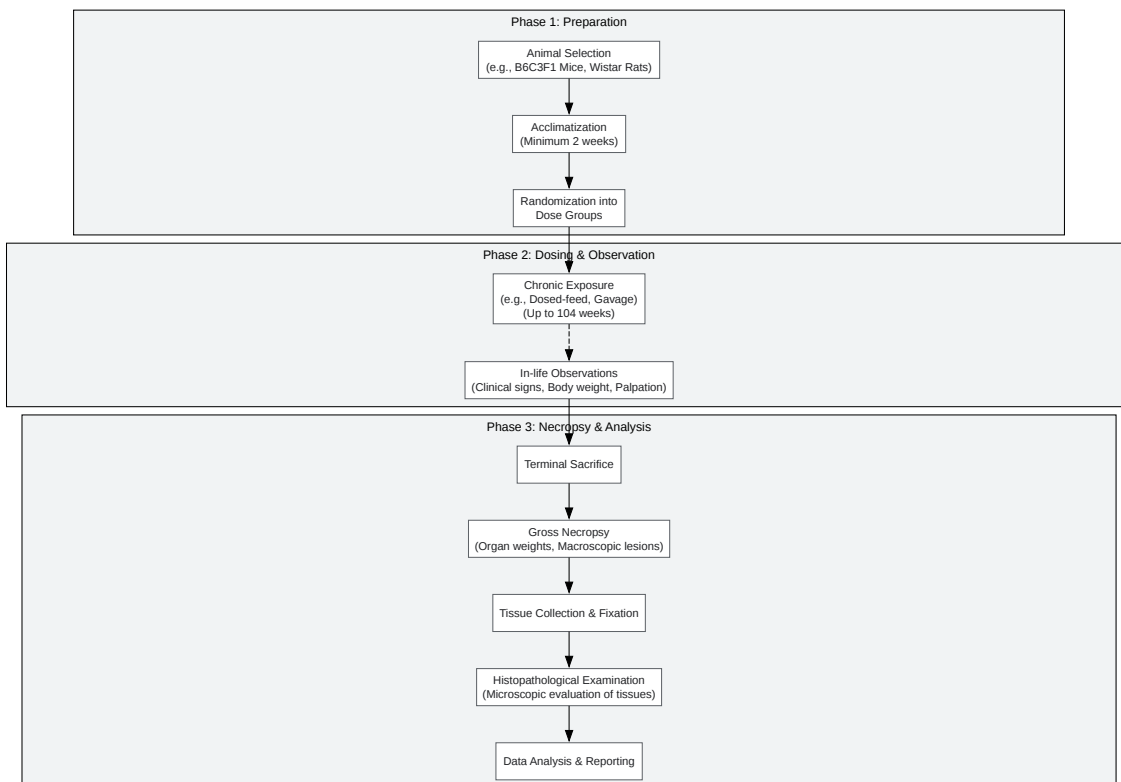 Phase 1: Preparation
Animal Selection
(e.g., B6C3F1 Mice, Wistar Rats)
Acclimatization
(Minimum 2 weeks)
Randomization into
Dose Groups
Phase 2: Dosing & Observation
Chronic Exposure
(e.g., Dosed-feed, Gavage)
(Up to 104 weeks)
In-life Observations
(Clinical signs, Body weight, Palpation)
Phase 3: Necropsy & Analysis
Terminal Sacrifice
Gross Necropsy
(Organ weights, Macroscopic lesions)
Tissue Collection & Fixation
Histopathological Examination
(Microscopic evaluation of tissues)
Data Analysis & Reporting